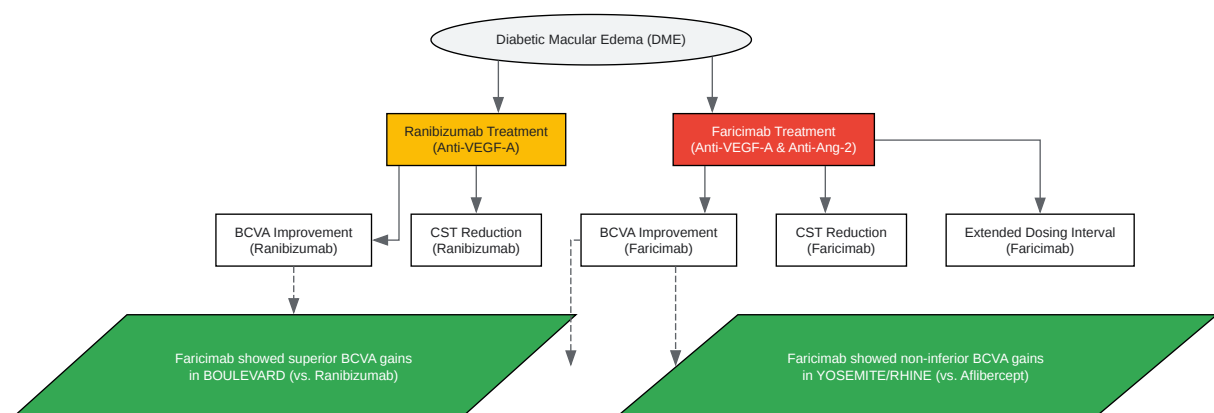 Diabetic Macular Edema (DME)
Ranibizumab Treatment
(Anti-VEGF-A)
Faricimab Treatment
(Anti-VEGF-A & Anti-Ang-2)
BCVA Improvement
(Ranibizumab)
CST Reduction
(Ranibizumab)
BCVA Improvement
(Faricimab)
CST Reduction
(Faricimab)
Extended Dosing Interval
(Faricimab)
Faricimab showed superior BCVA gains
in BOULEVARD (vs. Ranibizumab)
Faricimab showed non-inferior BCVA gains
in YOSEMITE/RHINE (vs. Aflibercept)